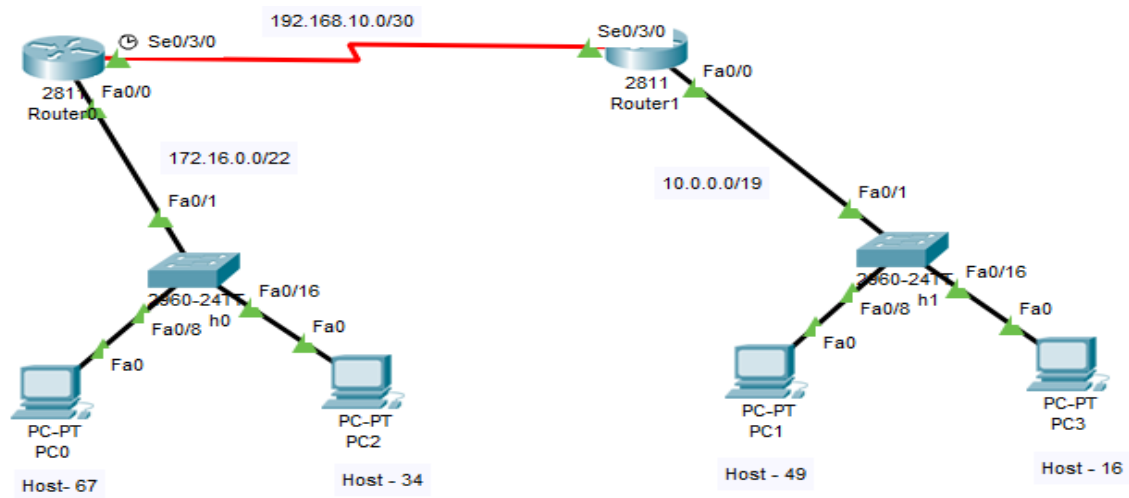 192.168.10.0/30
Se0/3/0
Se0/3/0
2811
Router0
Fa0/0
2811
Router1
Fa0/0
172.16.0.0/22
10.0.0.0/19
Fa0/1
Fa0/1
2960-24TT
h0
Fa0/16
Fa0/8
Fa0
Fa0
2960-24TT
h1
Fa0/16
Fa0/8
Fa0
Fa0
PC-PT
PC0
PC-PT
PC2
PC-PT
PC1
PC-PT
PC3
Host- 67
Host - 34
Host - 49
Host - 16